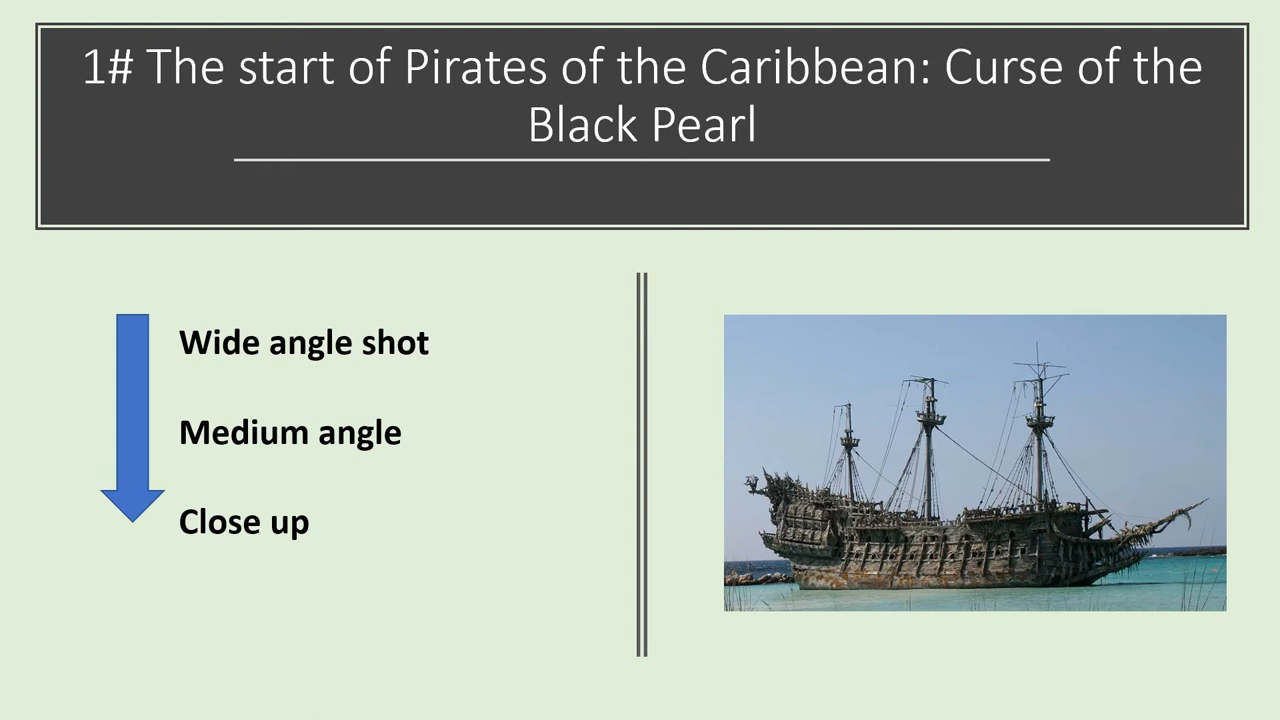 1# The start of Pirates of the Caribbean: Curse of the
Black Pearl
Wide angle shot
Medium angle
Close up